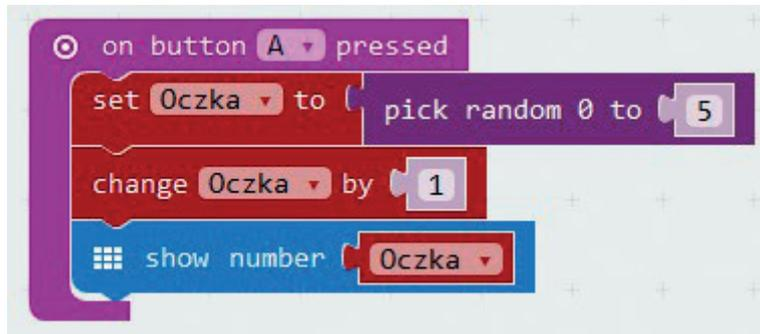 on button A pressed
set Oczka to pick random 0 to 5
change Oczka by 1
show number Oczka